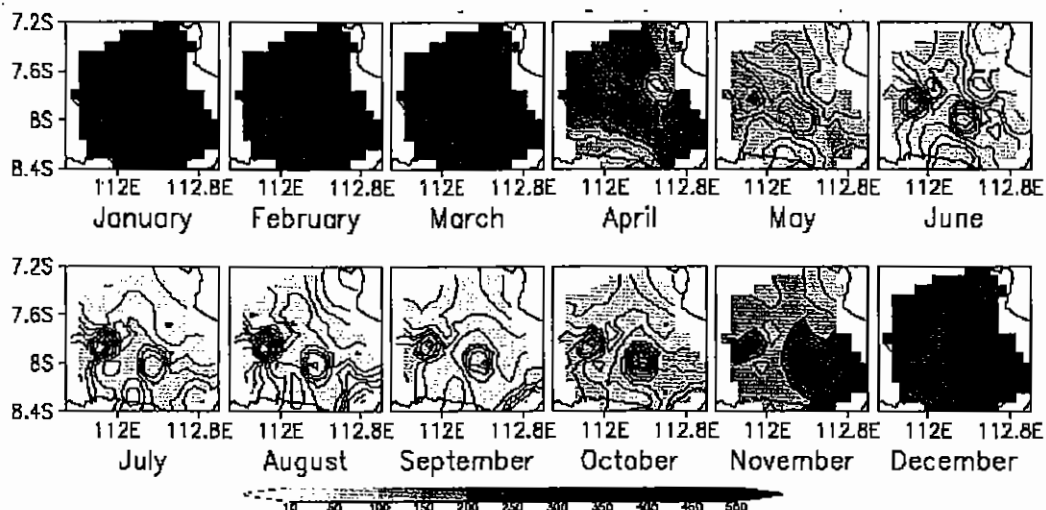 7.2S
7.6S
8S
8.4S
112E 112.8E 112E 112.8E 112E 112.8E 112E 112.8E 112E 112.8E 112E 112.8E
January February March April May June
7.2S
7.6S
8S
8.4S
112E 112.8E 112E 112.8E 112E 112.8E 112E 112.8E 112E 112.8E 112E 112.8E
July August September October November December
10 50 100 150 200 250 300 350 400 450 500